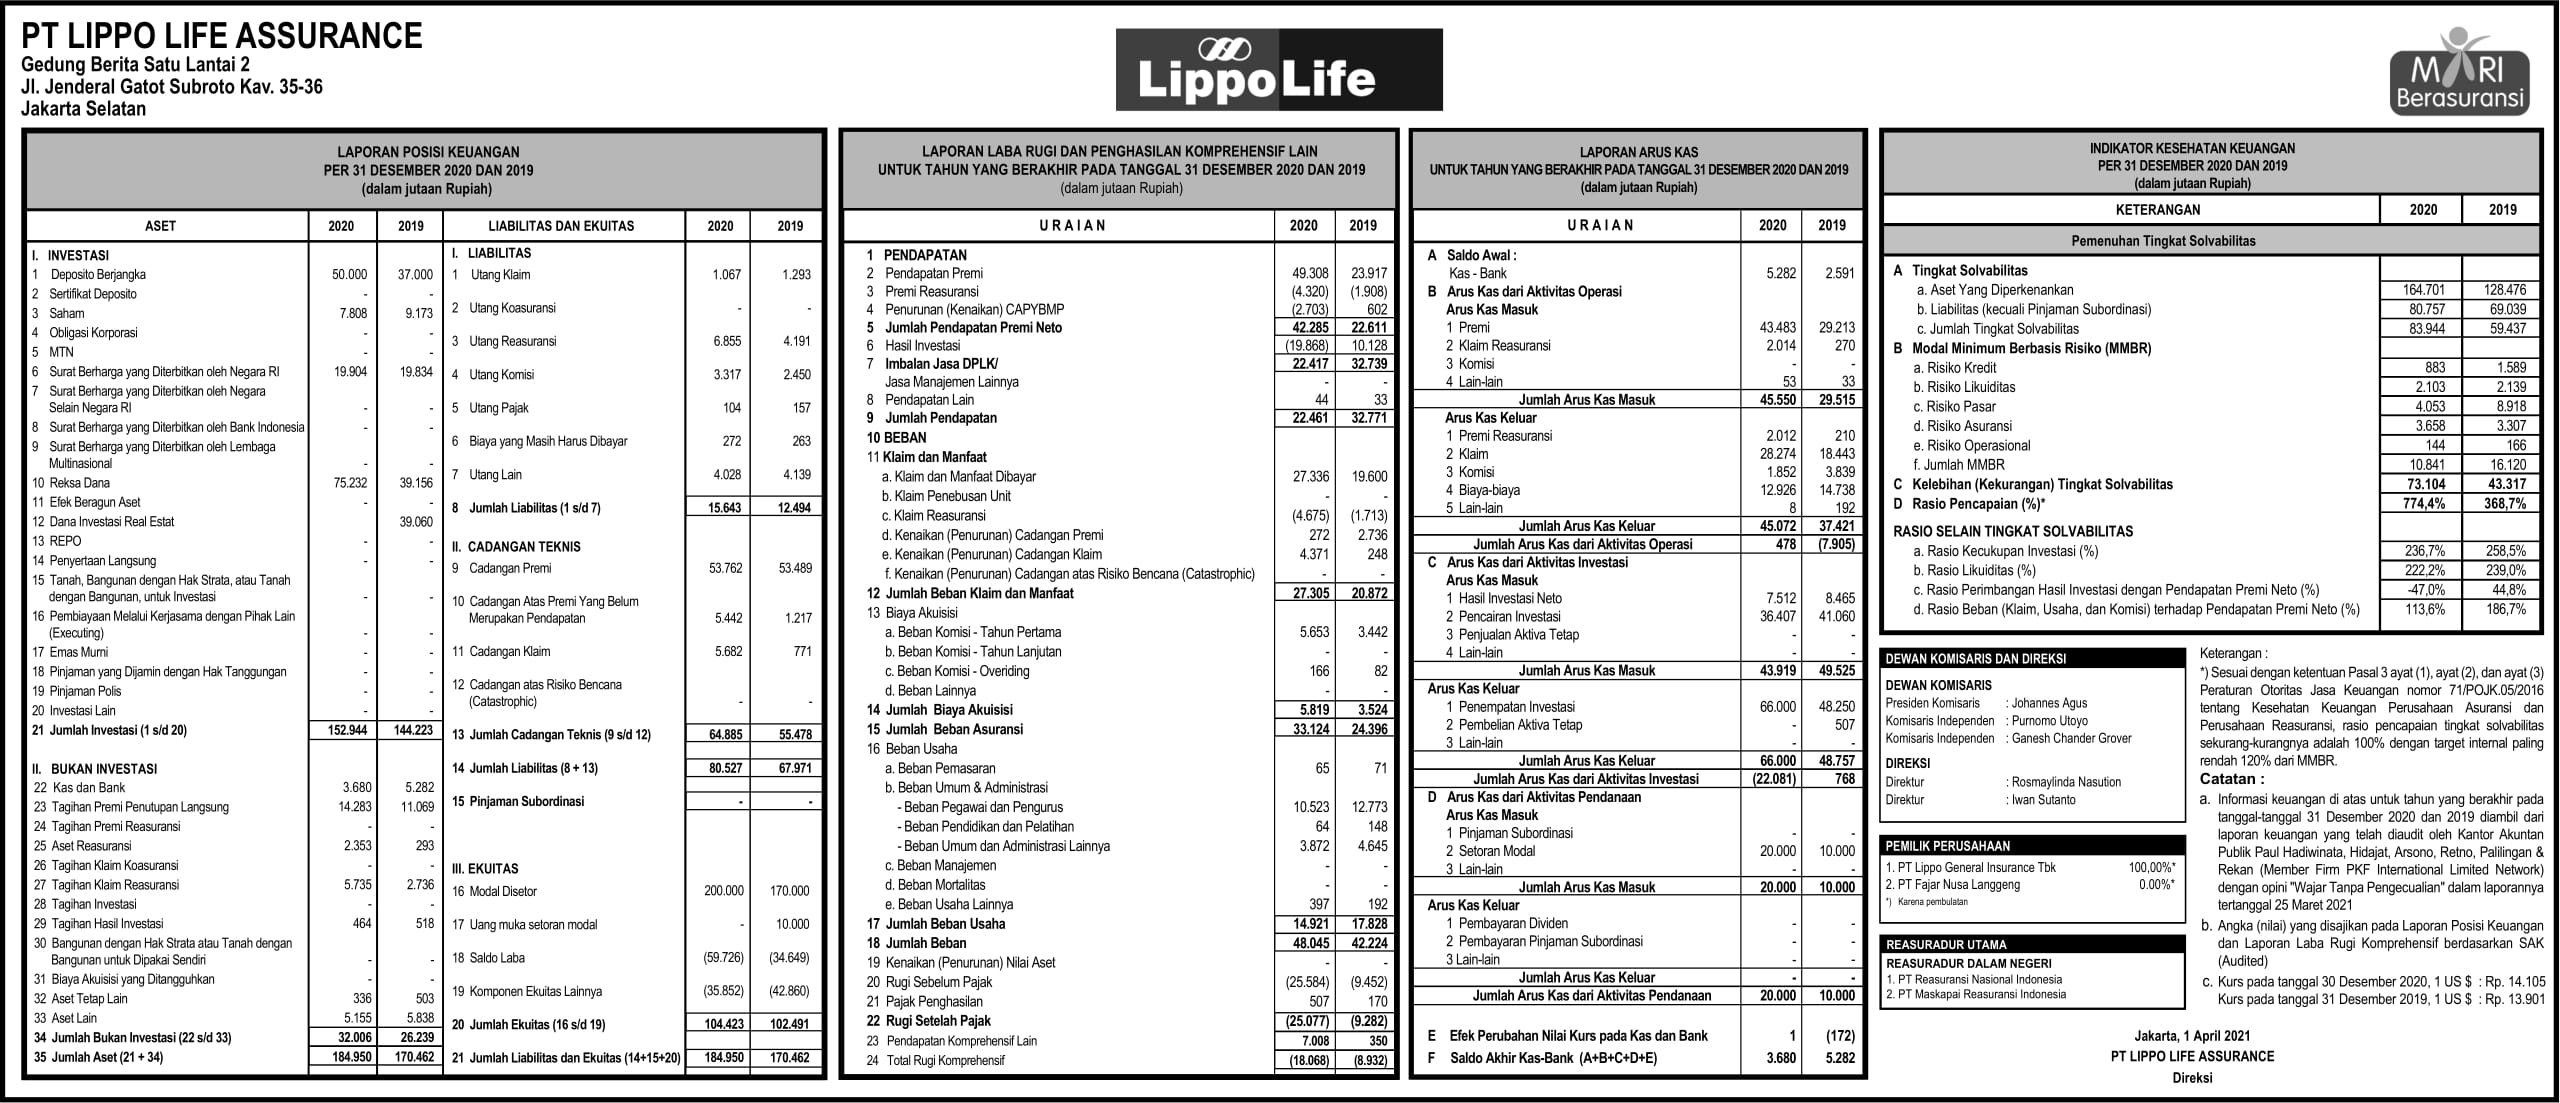 PT LIPPO LIFE ASSURANCE
Gedung Berita Satu Lantai 2
Jl. Jenderal Gatot Subroto Kav. 35-36
Jakarta Selatan
LippoLife
MARI
Berasuransi
LAPORAN POSISI KEUANGAN
PER 31 DESEMBER 2020 DAN 2019
(dalam jutaan Rupiah)
ASET 2020 2019
I. INVESTASI
1 Deposito Berjangka 50.000 37.000
2 Sertifikat Deposito - -
3 Saham 7.808 9.173
4 Obligasi Korporasi - -
5 MTN - -
6 Surat Berharga yang Diterbitkan oleh Negara RI 19.904 19.834
7 Surat Berharga yang Diterbitkan oleh Negara
Selain Negara RI - -
8 Surat Berharga yang Diterbitkan oleh Bank Indonesia - -
9 Surat Berharga yang Diterbitkan oleh Lembaga
Multinasional - -
10 Reksa Dana 75.232 39.156
11 Efek Beragun Aset - -
12 Dana Investasi Real Estat 39.060
13 REPO - -
14 Penyertaan Langsung - -
15 Tanah, Bangunan dengan Hak Strata, atau Tanah
dengan Bangunan, untuk Investasi - -
16 Pembiayaan Melalui Kerjasama dengan Pihak Lain
(Executing) - -
17 Emas Murni - -
18 Pinjaman yang Dijamin dengan Hak Tanggungan - -
19 Pinjaman Polis - -
20 Investasi Lain - -
21 Jumlah Investasi (1 s/d 20) 152.944 144.223
II. BUKAN INVESTASI
22 Kas dan Bank 3.680 5.282
23 Tagihan Premi Penutupan Langsung 14.283 11.069
24 Tagihan Premi Reasuransi - -
25 Aset Reasuransi 2.353 293
26 Tagihan Klaim Koasuransi - -
27 Tagihan Klaim Reasuransi 5.735 2.736
28 Tagihan Investasi - -
29 Tagihan Hasil Investasi 464 518
30 Bangunan dengan Hak Strata atau Tanah dengan
Bangunan untuk Dipakai Sendiri - -
31 Biaya Akuisisi yang Ditangguhkan - -
32 Aset Tetap Lain 336 503
33 Aset Lain 5.155 5.838
34 Jumlah Bukan Investasi (22 s/d 33) 32.006 26.239
35 Jumlah Aset (21 + 34) 184.950 170.462
LIABILITAS DAN EKUITAS 2020 2019
I. LIABILITAS
1 Utang Klaim 1.067 1.293
2 Utang Koasuransi - -
3 Utang Reasuransi 6.855 4.191
4 Utang Komisi 3.317 2.450
5 Utang Pajak 104 157
6 Biaya yang Masih Harus Dibayar 272 263
7 Utang Lain 4.028 4.139
8 Jumlah Liabilitas (1 s/d 7) 15.643 12.494
II. CADANGAN TEKNIS
9 Cadangan Premi 53.762 53.489
10 Cadangan Atas Premi Yang Belum
Merupakan Pendapatan 5.442 1.217
11 Cadangan Klaim 5.682 771
12 Cadangan atas Risiko Bencana
(Catastrophic) - -
13 Jumlah Cadangan Teknis (9 s/d 12) 64.885 55.478
14 Jumlah Liabilitas (8 + 13) 80.527 67.971
15 Pinjaman Subordinasi - -
III. EKUITAS
16 Modal Disetor 200.000 170.000
17 Uang muka setoran modal - 10.000
18 Saldo Laba (59.726) (34.649)
19 Komponen Ekuitas Lainnya (35.852) (42.860)
20 Jumlah Ekuitas (16 s/d 19) 104.423 102.491
21 Jumlah Liabilitas dan Ekuitas (14+15+20) 184.950 170.462
LAPORAN LABA RUGI DAN PENGHASILAN KOMPREHENSIF LAIN
UNTUK TAHUN YANG BERAKHIR PADA TANGGAL 31 DESEMBER 2020 DAN 2019
(dalam jutaan Rupiah)
U R A I A N 2020 2019
1 PENDAPATAN
2 Pendapatan Premi 49.308 23.917
3 Premi Reasuransi (4.320) (1.908)
4 Penurunan (Kenaikan) CAPYBMP (2.703) 602
5 Jumlah Pendapatan Premi Neto 42.285 22.611
6 Hasil Investasi (19.868) 10.128
7 Imbalan Jasa DPLK/ 22.417 32.739
Jasa Manajemen Lainnya - -
8 Pendapatan Lain 44 33
9 Jumlah Pendapatan 22.461 32.771
10 BEBAN
11 Klaim dan Manfaat
a. Klaim dan Manfaat Dibayar 27.336 19.600
b. Klaim Penebusan Unit - -
c. Klaim Reasuransi (4.675) (1.713)
d. Kenaikan (Penurunan) Cadangan Premi 272 2.736
e. Kenaikan (Penurunan) Cadangan Klaim 4.371 248
f. Kenaikan (Penurunan) Cadangan atas Risiko Bencana (Catastrophic) - -
12 Jumlah Beban Klaim dan Manfaat 27.305 20.872
13 Biaya Akuisisi
a. Beban Komisi - Tahun Pertama 5.653 3.442
b. Beban Komisi - Tahun Lanjutan - -
c. Beban Komisi - Overiding 166 82
d. Beban Lainnya - -
14 Jumlah Biaya Akuisisi 5.819 3.524
15 Jumlah Beban Asuransi 33.124 24.396
16 Beban Usaha
a. Beban Pemasaran 65 71
b. Beban Umum & Administrasi
- Beban Pegawai dan Pengurus 10.523 12.773
- Beban Pendidikan dan Pelatihan 64 148
- Beban Umum dan Administrasi Lainnya 3.872 4.645
c. Beban Manajemen - -
d. Beban Mortalitas - -
e. Beban Usaha Lainnya 397 192
17 Jumlah Beban Usaha 14.921 17.828
18 Jumlah Beban 48.045 42.224
19 Kenaikan (Penurunan) Nilai Aset - -
20 Rugi Sebelum Pajak (25.584) (9.452)
21 Pajak Penghasilan 507 170
22 Rugi Setelah Pajak (25.077) (9.282)
23 Pendapatan Komprehensif Lain 7.008 350
24 Total Rugi Komprehensif (18.068) (8.932)
LAPORAN ARUS KAS
UNTUK TAHUN YANG BERAKHIR PADA TANGGAL 31 DESEMBER 2020 DAN 2019
(dalam jutaan Rupiah)
U R A I A N 2020 2019
A Saldo Awal :
Kas - Bank 5.282 2.591
B Arus Kas dari Aktivitas Operasi
Arus Kas Masuk
1 Premi 43.483 29.213
2 Klaim Reasuransi 2.014 270
3 Komisi - -
4 Lain-lain 53 33
Jumlah Arus Kas Masuk 45.550 29.515
Arus Kas Keluar
1 Premi Reasuransi 2.012 210
2 Klaim 28.274 18.443
3 Komisi 1.852 3.839
4 Biaya-biaya 12.926 14.738
5 Lain-lain 8 192
Jumlah Arus Kas Keluar 45.072 37.421
Jumlah Arus Kas dari Aktivitas Operasi 478 (7.905)
C Arus Kas dari Aktivitas Investasi
Arus Kas Masuk
1 Hasil Investasi Neto 7.512 8.465
2 Pencairan Investasi 36.407 41.060
3 Penjualan Aktiva Tetap - -
4 Lain-lain - -
Jumlah Arus Kas Masuk 43.919 49.525
Arus Kas Keluar
1 Penempatan Investasi 66.000 48.250
2 Pembelian Aktiva Tetap - 507
3 Lain-lain - -
Jumlah Arus Kas Keluar 66.000 48.757
Jumlah Arus Kas dari Aktivitas Investasi (22.081) 768
D Arus Kas dari Aktivitas Pendanaan
Arus Kas Masuk
1 Pinjaman Subordinasi - -
2 Setoran Modal 20.000 10.000
3 Lain-lain - -
Jumlah Arus Kas Masuk 20.000 10.000
Arus Kas Keluar
1 Pembayaran Dividen - -
2 Pembayaran Pinjaman Subordinasi - -
3 Lain-lain - -
Jumlah Arus Kas Keluar - -
Jumlah Arus Kas dari Aktivitas Pendanaan 20.000 10.000
E Efek Perubahan Nilai Kurs pada Kas dan Bank 1 (172)
F Saldo Akhir Kas-Bank (A+B+C+D+E) 3.680 5.282
INDIKATOR KESEHATAN KEUANGAN
PER 31 DESEMBER 2020 DAN 2019
(dalam jutaan Rupiah)
KETERANGAN 2020 2019
Pemenuhan Tingkat Solvabilitas
A Tingkat Solvabilitas
a. Aset Yang Diperkenankan 164.701 128.476
b. Liabilitas (kecuali Pinjaman Subordinasi) 80.757 69.039
c. Jumlah Tingkat Solvabilitas 83.944 59.437
B Modal Minimum Berbasis Risiko (MMBR)
a. Risiko Kredit 883 1.589
b. Risiko Likuiditas 2.103 2.139
c. Risiko Pasar 4.053 8.918
d. Risiko Asuransi 3.658 3.307
e. Risiko Operasional 144 166
f. Jumlah MMBR 10.841 16.120
C Kelebihan (Kekurangan) Tingkat Solvabilitas 73.104 43.317
D Rasio Pencapaian (%)* 774,4% 368,7%
RASIO SELAIN TINGKAT SOLVABILITAS
a. Rasio Kecukupan Investasi (%) 236,7% 258,5%
b. Rasio Likuiditas (%) 222,2% 239,0%
c. Rasio Perimbangan Hasil Investasi dengan Pendapatan Premi Neto (%) -47,0% 44,8%
d. Rasio Beban (Klaim, Usaha, dan Komisi) terhadap Pendapatan Premi Neto (%) 113,6% 186,7%
DEWAN KOMISARIS DAN DIREKSI
DEWAN KOMISARIS
Presiden Komisaris : Johannes Agus
Komisaris Independen : Purnomo Utoyo
Komisaris Independen : Ganesh Chander Grover
DIREKSI
Direktur : Rosmaylinda Nasution
Direktur : Iwan Sutanto
PEMILIK PERUSAHAAN
1. PT Lippo General Insurance Tbk 100,00%*
2. PT Fajar Nusa Langgeng 0.00%*
*) Karena pembulatan
REASURADUR UTAMA
REASURADUR DALAM NEGERI
1. PT Reasuransi Nasional Indonesia
2. PT Maskapai Reasuransi Indonesia
Keterangan :
*) Sesuai dengan ketentuan Pasal 3 ayat (1), ayat (2), dan ayat (3)
Peraturan Otoritas Jasa Keuangan nomor 71/POJK.05/2016
tentang Kesehatan Keuangan Perusahaan Asuransi dan
Perusahaan Reasuransi, rasio pencapaian tingkat solvabilitas
sekurang-kurangnya adalah 100% dengan target internal paling
rendah 120% dari MMBR.
Catatan :
a. Informasi keuangan di atas untuk tahun yang berakhir pada
tanggal-tanggal 31 Desember 2020 dan 2019 diambil dari
laporan keuangan yang telah diaudit oleh Kantor Akuntan
Publik Paul Hadiwinata, Hidajat, Arsono, Retno, Palilingan &
Rekan (Member Firm PKF International Limited Network)
dengan opini "Wajar Tanpa Pengecualian" dalam laporannya
tertanggal 25 Maret 2021
b. Angka (nilai) yang disajikan pada Laporan Posisi Keuangan
dan Laporan Laba Rugi Komprehensif berdasarkan SAK
(Audited)
c. Kurs pada tanggal 30 Desember 2020, 1 US $ : Rp. 14.105
Kurs pada tanggal 31 Desember 2019, 1 US $ : Rp. 13.901
Jakarta, 1 April 2021
PT LIPPO LIFE ASSURANCE
Direksi